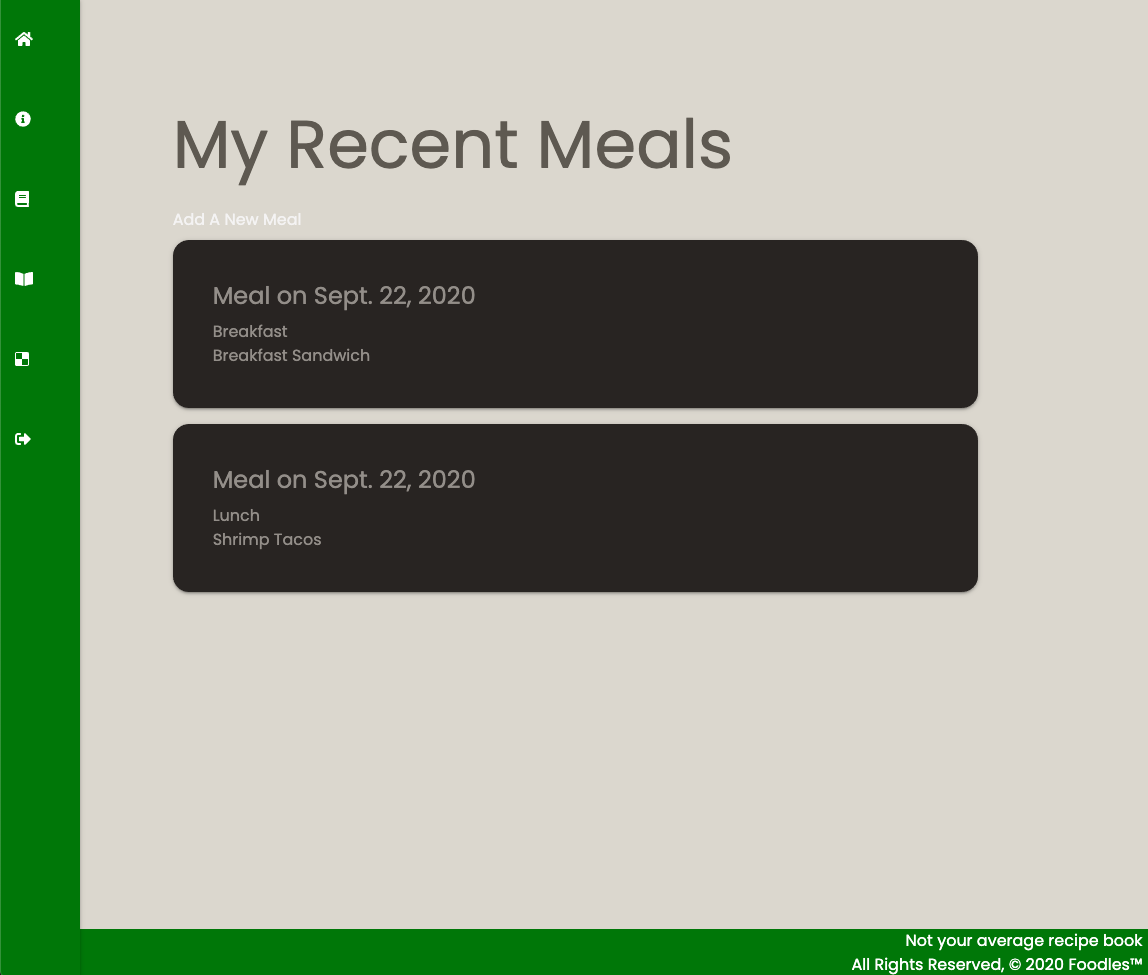 My Recent Meals
Add A New Meal
Meal on Sept. 22, 2020
Breakfast
Breakfast Sandwich
Meal on Sept. 22, 2020
Lunch
Shrimp Tacos
Not your average recipe book
All Rights Reserved, © 2020 Foodles™